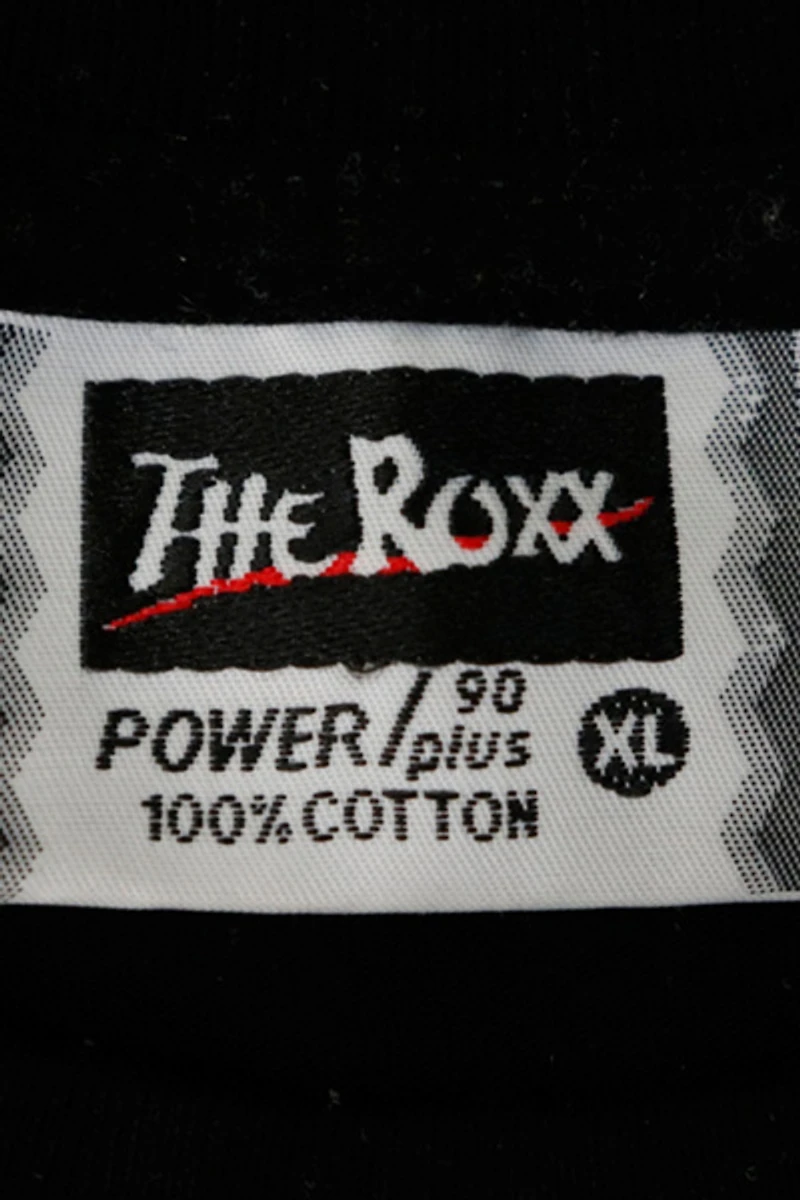 THE ROXX
POWER/90 plus
XL
100% COTTON